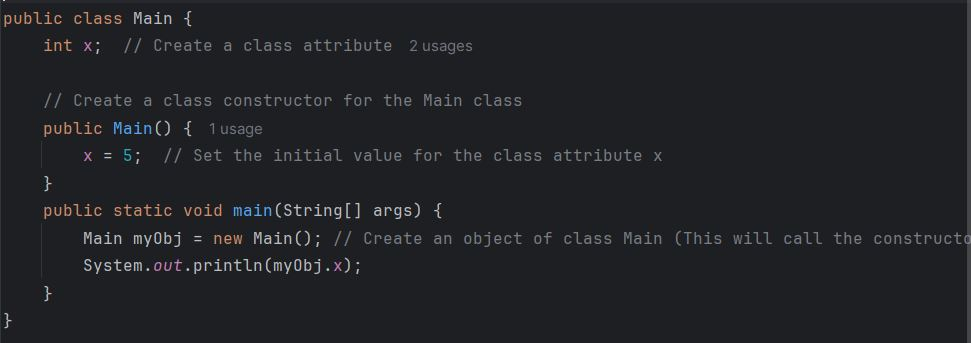 public class Main {
    int x;  // Create a class attribute  2 usages

    // Create a class constructor for the Main class
    public Main() {  1 usage
        x = 5;  // Set the initial value for the class attribute x
    }
    public static void main(String[] args) {
        Main myObj = new Main(); // Create an object of class Main (This will call the
        System.out.println(myObj.x);
    }
}